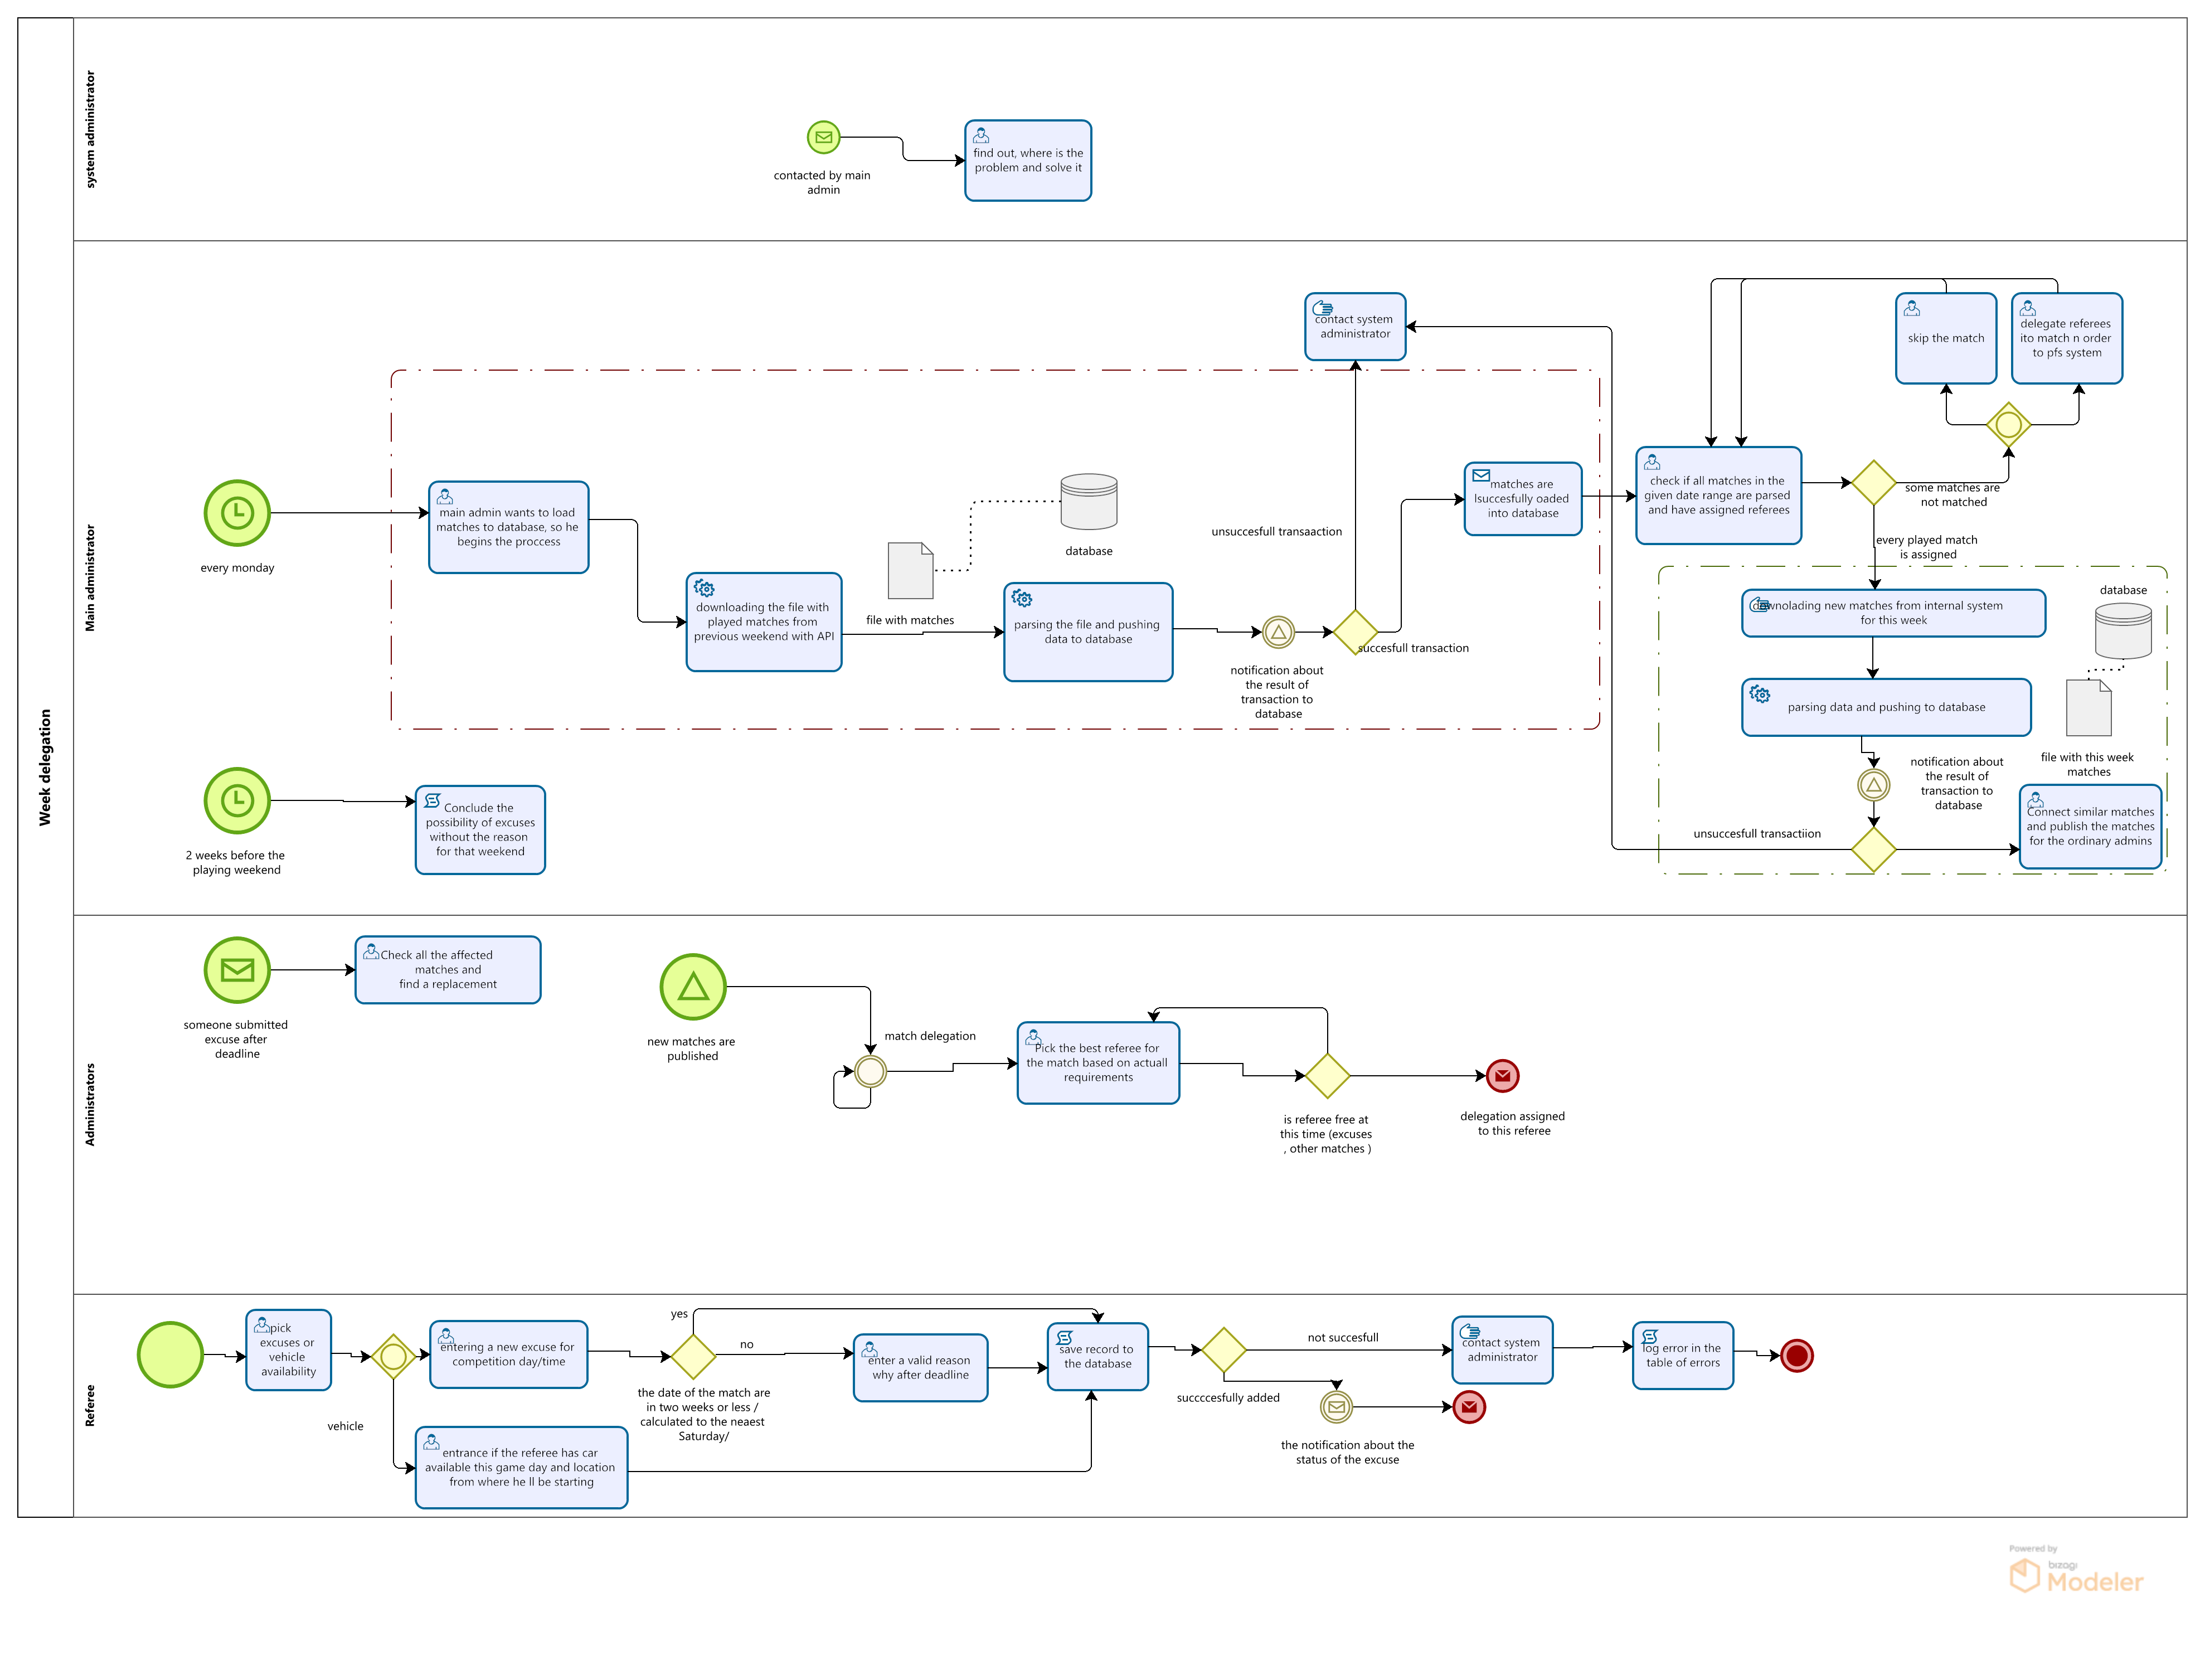 Week delegation
system administrator
contacted by main
admin
find out, where is the
problem and solve it
Main administrator
every monday
main admin wants to load
matches to database, so he
begins the proccess
downloading the file with
played matches from
previous weekend with API
file with matches
database
parsing the file and pushing
data to database
notification about
the result of
transaction to
database
unsuccesfull transaaction
succesfull transaction
contact system
administrator
matches are
lsuccesfully oaded
into database
check if all matches in the
given date range are parsed
and have assigned referees
some matches are
not matched
skip the match
delegate referees
ito match n order
to pfs system
every played match
is assigned
downolading new matches from internal system
for this week
database
parsing data and pushing to database
file with this week
matches
notification about
the result of
transaction to
database
unsuccesfull transactiion
Connect similar matches
and publish the matches
for the ordinary admins
2 weeks before the
playing weekend
Conclude the
possibility of excuses
without the reason
for that weekend
Administrators
someone submitted
excuse after
deadline
Check all the affected
matches and
find a replacement
new matches are
published
match delegation
Pick the best referee for
the match based on actuall
requirements
is referee free at
this time (excuses
, other matches )
delegation assigned
to this referee
Referee
pick
excuses or
vehicle
availability
entering a new excuse for
competition day/time
vehicle
entrance if the referee has car
available this game day and location
from where he ll be starting
yes
no
the date of the match are
in two weeks or less /
calculated to the neaest
Saturday/
enter a valid reason
why after deadline
save record to
the database
not succesfull
succccesfully added
the notification about the
status of the excuse
contact system
administrator
log error in the
table of errors
Powered by
bizagi
Modeler